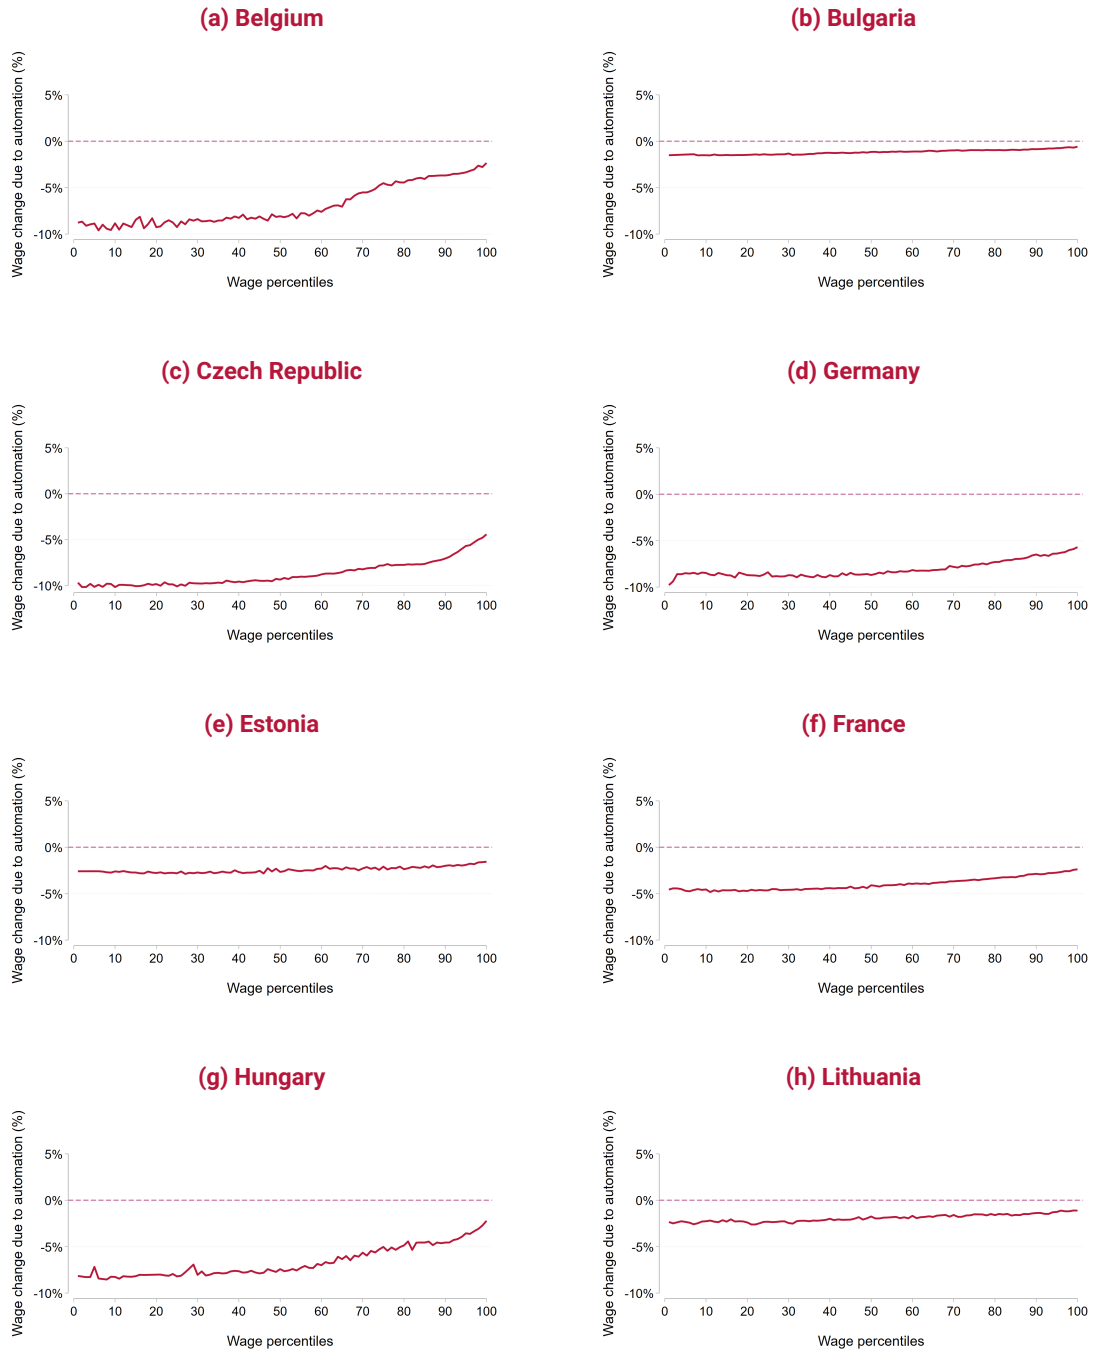 (a) Belgium
Wage change due to automation (%)
5%
0%
-5%
-10%
0 10 20 30 40 50 60 70 80 90 100
Wage percentiles
(b) Bulgaria
Wage change due to automation (%)
5%
0%
-5%
-10%
0 10 20 30 40 50 60 70 80 90 100
Wage percentiles
(c) Czech Republic
Wage change due to automation (%)
5%
0%
-5%
-10%
0 10 20 30 40 50 60 70 80 90 100
Wage percentiles
(d) Germany
Wage change due to automation (%)
5%
0%
-5%
-10%
0 10 20 30 40 50 60 70 80 90 100
Wage percentiles
(e) Estonia
Wage change due to automation (%)
5%
0%
-5%
-10%
0 10 20 30 40 50 60 70 80 90 100
Wage percentiles
(f) France
Wage change due to automation (%)
5%
0%
-5%
-10%
0 10 20 30 40 50 60 70 80 90 100
Wage percentiles
(g) Hungary
Wage change due to automation (%)
5%
0%
-5%
-10%
0 10 20 30 40 50 60 70 80 90 100
Wage percentiles
(h) Lithuania
Wage change due to automation (%)
5%
0%
-5%
-10%
0 10 20 30 40 50 60 70 80 90 100
Wage percentiles